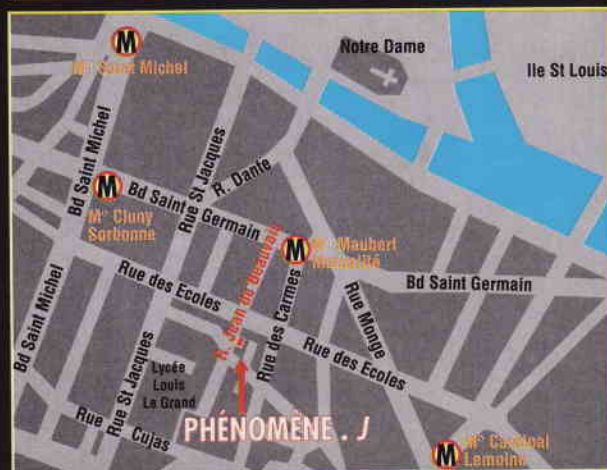 M
Mº Saint Michel
Notre Dame
Ile St Louis
Bd Saint Michel
Rue St Jacques
R. Dante
M
Mº Cluny
Sorbonne
Bd Saint Germain
M
Mº Maubert
Mutualité
R. Jean de Beauvais
Bd Saint Germain
Rue des Ecoles
Rue des Carmes
Rue Monge
Bd Saint Michel
Rue St Jacques
Rue des Ecoles
Lycée
Louis
Le Grand
Rue Cujas
PHÉNOMÈNE . J
M
Mº Cardinal
Lemoine